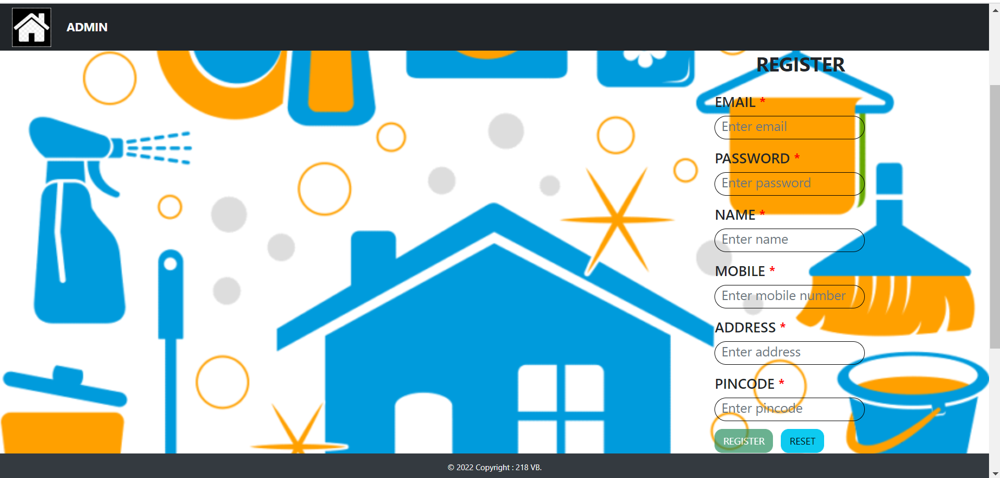 ADMIN
REGISTER
EMAIL *
Enter email
PASSWORD *
Enter password
NAME *
Enter name
MOBILE *
Enter mobile number
ADDRESS *
Enter address
PINCODE *
Enter pincode
REGISTER RESET
© 2022 Copyright : 218 VB.